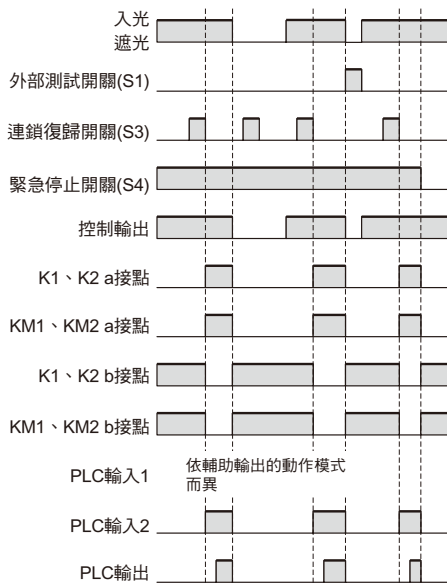 入光
遮光
外部測試開關(S1)
連鎖復歸開關(S3)
緊急停止開關(S4)
控制輸出
K1、K2 a接點
KM1、KM2 a接點
K1、K2 b接點
KM1、KM2 b接點
PLC輸入1
依輔助輸出的動作模式
而異
PLC輸入2
PLC輸出